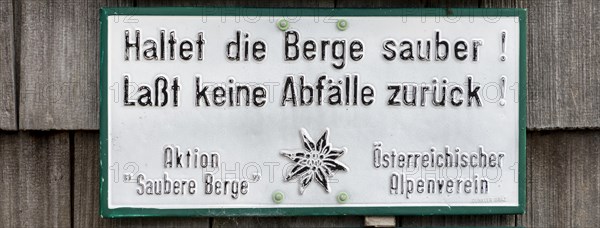 Haltet die Berge sauber !
Laßt keine Abfälle zurück !
Aktion
"Saubere Berge"
Österreichischer
Alpenverein